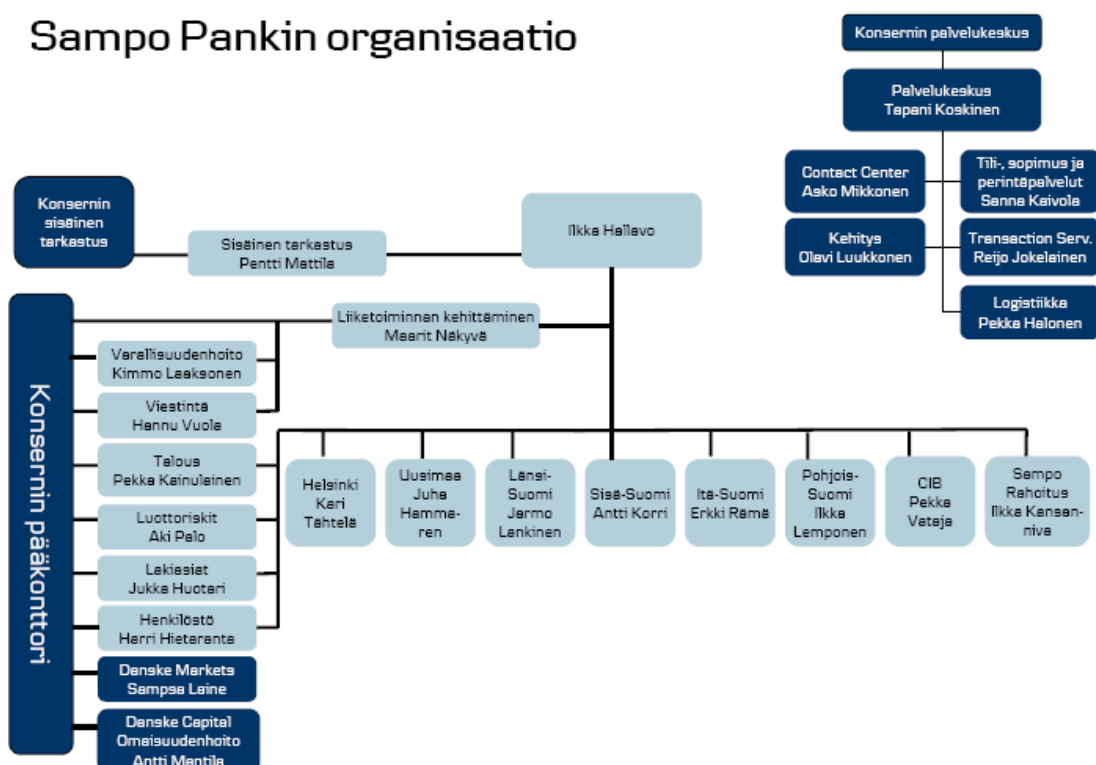 Sampo Pankin organisaatio
Konsernin palvelukeskus
Palvelukeskus
Tapani Koskinen
Contact Center
Asko Mikkonen
Tili-, sopimus ja
perintäpalvelut
Sanna Kaivola
Kehitys
Olavi Luukkonen
Transaction Serv.
Reijo Jokelainen
Logistiikka
Pekka Halonen
Konsernin
sisäinen
tarkastus
Sisäinen tarkastus
Pentti Mattila
Ilkka Hallavo
Liiketoiminnan kehittäminen
Maarit Näkyvä
Konsernin pääkonttori
Varallisuudenhoito
Kimmo Laaksonen
Viestintä
Hannu Vuola
Talous
Pekka Kainulainen
Luottoriskit
Aki Palo
Lakiasiat
Jukka Huotari
Henkilöstö
Harri Hietaranta
Danske Markets
Sampsa Laine
Danske Capital
Omaisuudenhoito
Antti Mantila
Helsinki
Kari
Tähtelä
Uusimaa
Juha
Hamma-
ren
Länsi-
Suomi
Jarmo
Lankinen
Sisä-Suomi
Antti Korri
Itä-Suomi
Erkki Rämä
Pohjois-
Suomi
Ilkka
Lemponen
CIB
Pekka
Vataja
Sampo
Rahoitus
Ilkka Kansan-
niva